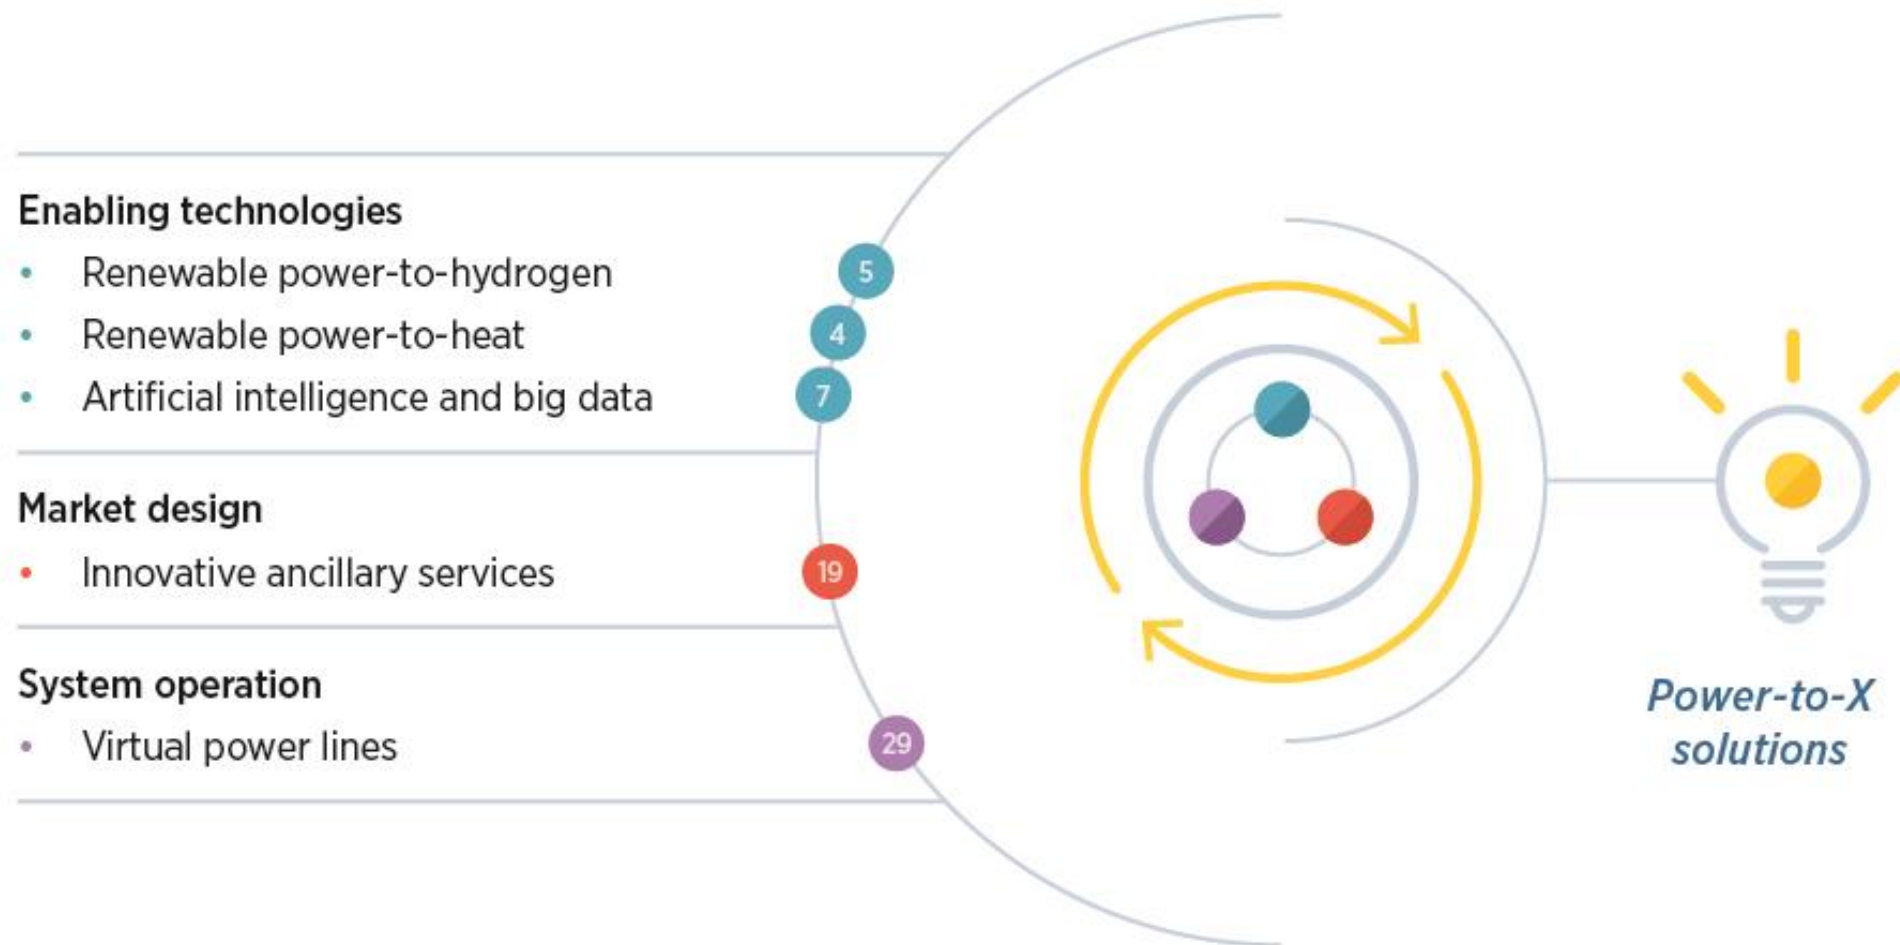 Enabling technologies
• Renewable power-to-hydrogen 5
• Renewable power-to-heat 4
• Artificial intelligence and big data 7
Market design
• Innovative ancillary services 19
System operation
• Virtual power lines 29
Power-to-X
solutions